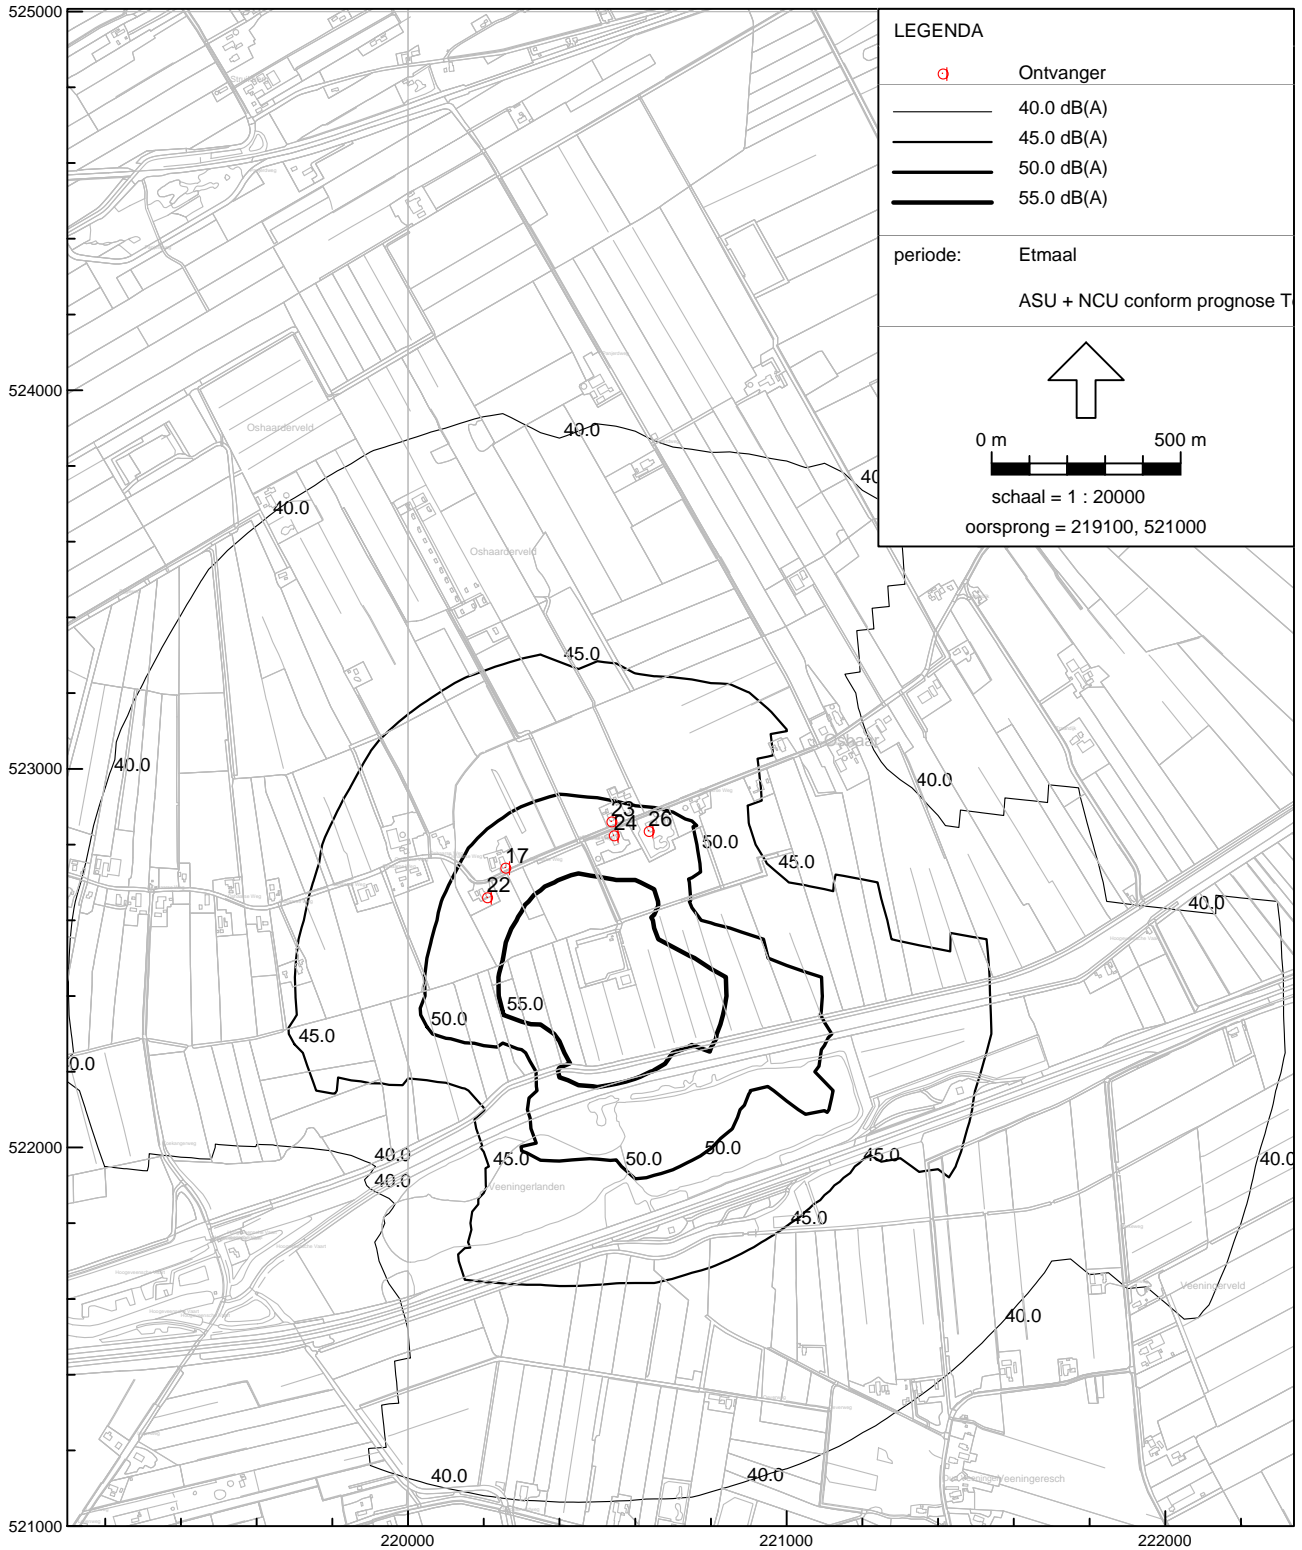 525000
LEGENDA
Ontvanger
40.0 dB(A)
45.0 dB(A)
50.0 dB(A)
55.0 dB(A)
periode: Etmaal
ASU + NCU conform prognose T
0 m 500 m
schaal = 1 : 20000
oorsprong = 219100, 521000
524000
Oshaarderveld
40.0
40
40.0
Oshaarderveld
45.0
Oshaar
523000
40.0
40.0
23
24
26
50.0
17
45.0
22
40.0
55.0
50.0
45.0
0.0
522000
40.0
45.0
50.0
50.0
45.0
40.0
40.0
Veeningerlanden
45.0
Veeningerveld
40.0
40.0
40.0
Veeningeresch
521000
220000
221000
222000